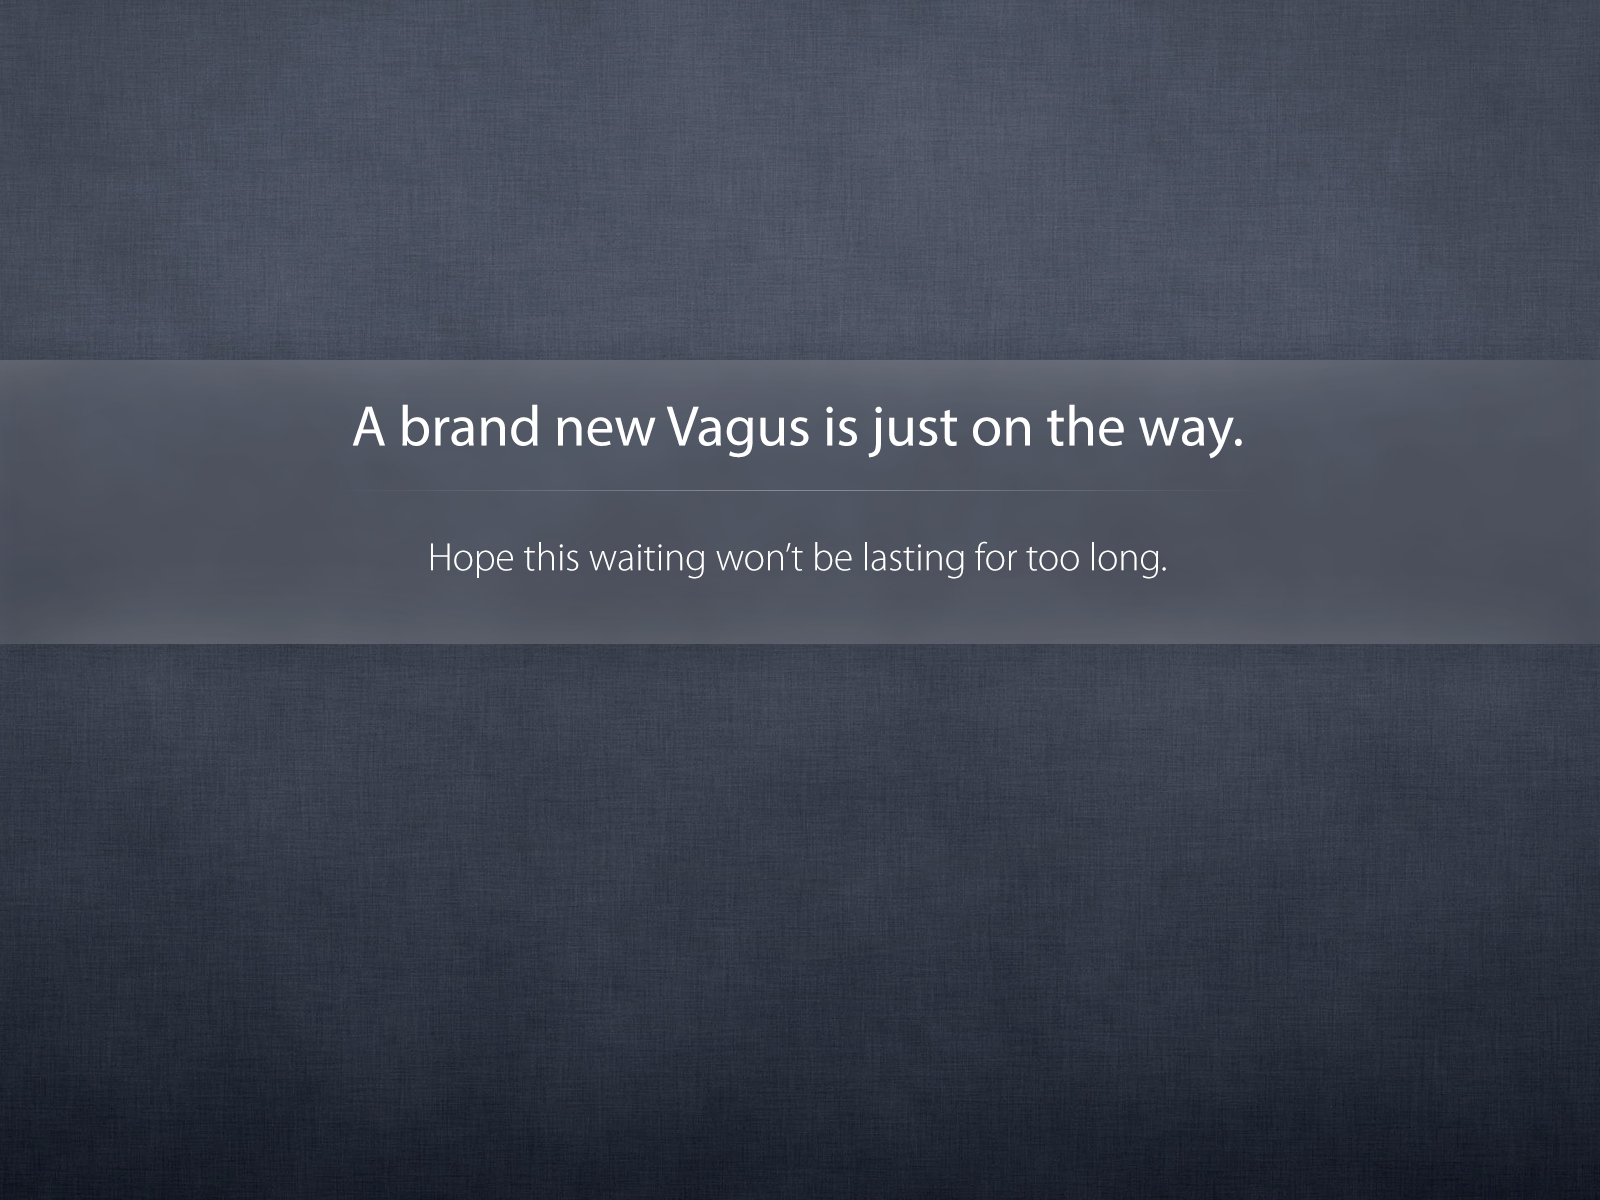 A brand new Vagus is just on the way.
Hope this waiting won’t be lasting for too long.